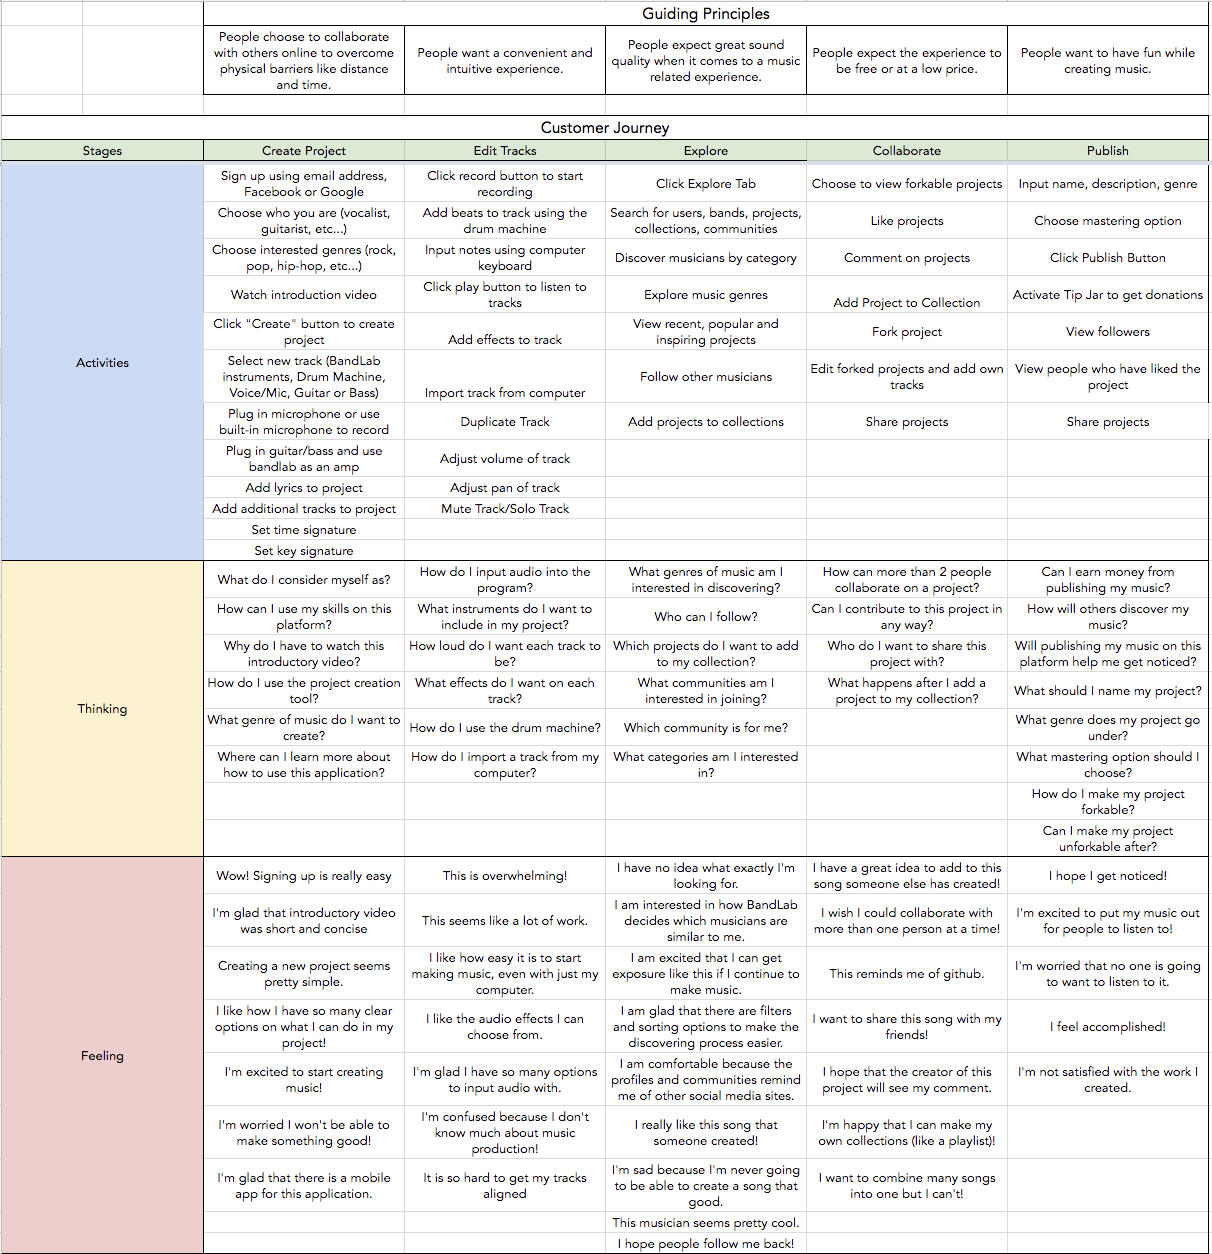 Guiding Principles
People choose to collaborate
with others online to overcome
physical barriers like distance
and time.
People want a convenient and
intuitive experience.
People expect great sound
quality when it comes to a music
related experience.
People expect the experience to
be free or at a low price.
People want to have fun while
creating music.
Customer Journey
Stages
Create Project
Edit Tracks
Explore
Collaborate
Publish
Activities
Sign up using email address,
Facebook or Google
Click record button to start
recording
Click Explore Tab
Choose to view forkable projects
Input name, description, genre
Choose who you are (vocalist,
guitarist, etc...)
Add beats to track using the
drum machine
Search for users, bands, projects,
collections, communities
Like projects
Choose mastering option
Choose interested genres (rock,
pop, hip-hop, etc...)
Input notes using computer
keyboard
Discover musicians by category
Comment on projects
Click Publish Button
Watch introduction video
Click play button to listen to
tracks
Explore music genres
Add Project to Collection
Activate Tip Jar to get donations
Click "Create" button to create
project
Add effects to track
View recent, popular and
inspiring projects
Fork project
View followers
Select new track (BandLab
instruments, Drum Machine,
Voice/Mic, Guitar or Bass)
Import track from computer
Follow other musicians
Edit forked projects and add own
tracks
View people who have liked the
project
Plug in microphone or use
built-in microphone to record
Duplicate Track
Add projects to collections
Share projects
Share projects
Plug in guitar/bass and use
bandlab as an amp
Adjust volume of track
Add lyrics to project
Adjust pan of track
Add additional tracks to project
Mute Track/Solo Track
Set time signature
Set key signature
Thinking
What do I consider myself as?
How do I input audio into the
program?
What genres of music am I
interested in discovering?
How can more than 2 people
collaborate on a project?
Can I earn money from
publishing my music?
How can I use my skills on this
platform?
What instruments do I want to
include in my project?
Who can I follow?
Can I contribute to this project in
any way?
How will others discover my
music?
Why do I have to watch this
introductory video?
How loud do I want each track to
be?
Which projects do I want to add
to my collection?
Who do I want to share this
project with?
Will publishing my music on this
platform help me get noticed?
How do I use the project creation
tool?
What effects do I want on each
track?
What communities am I
interested in joining?
What happens after I add a
project to my collection?
What should I name my project?
What genre of music do I want to
create?
How do I use the drum machine?
Which community is for me?
What genre does my project go
under?
Where can I learn more about
how to use this application?
How do I import a track from my
computer?
What categories am I interested
in?
What mastering option should I
choose?
How do I make my project
forkable?
Can I make my project
unforkable after?
Feeling
Wow! Signing up is really easy
This is overwhelming!
I have no idea what exactly I'm
looking for.
I have a great idea to add to this
song someone else has created!
I hope I get noticed!
I'm glad that introductory video
was short and concise
This seems like a lot of work.
I am interested in how BandLab
decides which musicians are
similar to me.
I wish I could collaborate with
more than one person at a time!
I'm excited to put my music out
for people to listen to!
Creating a new project seems
pretty simple.
I like how easy it is to start
making music, even with just my
computer.
I am excited that I can get
exposure like this if I continue to
make music.
This reminds me of github.
I'm worried that no one is going
to want to listen to it.
I like how I have so many clear
options on what I can do in my
project!
I like the audio effects I can
choose from.
I am glad that there are filters
and sorting options to make the
discovering process easier.
I want to share this song with my
friends!
I feel accomplished!
I'm excited to start creating
music!
I'm glad I have so many options
to input audio with.
I am comfortable because the
profiles and communities remind
me of other social media sites.
I hope that the creator of this
project will see my comment.
I'm not satisfied with the work I
created.
I'm worried I won't be able to
make something good!
I'm confused because I don't
know much about music
production!
I really like this song that
someone created!
I'm happy that I can make my
own collections (like a playlist)!
I'm glad that there is a mobile
app for this application.
It is so hard to get my tracks
aligned
I'm sad because I'm never going
to be able to create a song that
good.
I want to combine many songs
into one but I can't!
This musician seems pretty cool.
I hope people follow me back!